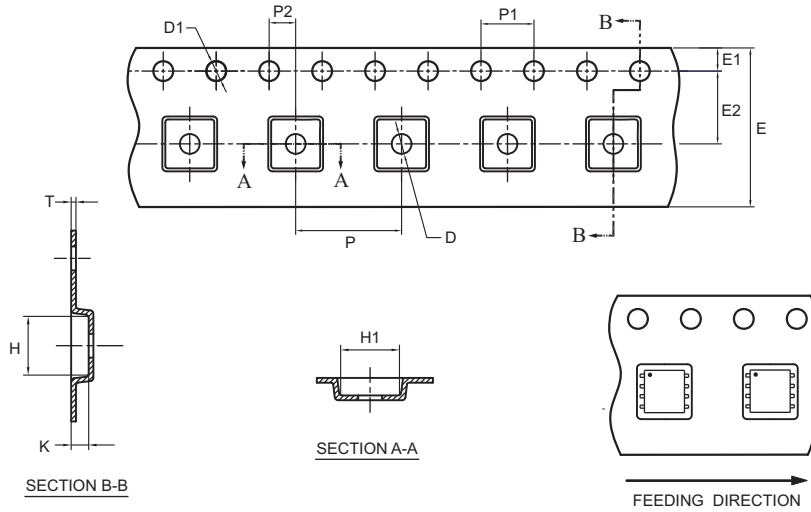 P2
P1
B
D1
E1
E2
E
A
A
T
B
P
D
H
H1
K
SECTION A-A
SECTION B-B
FEEDING DIRECTION